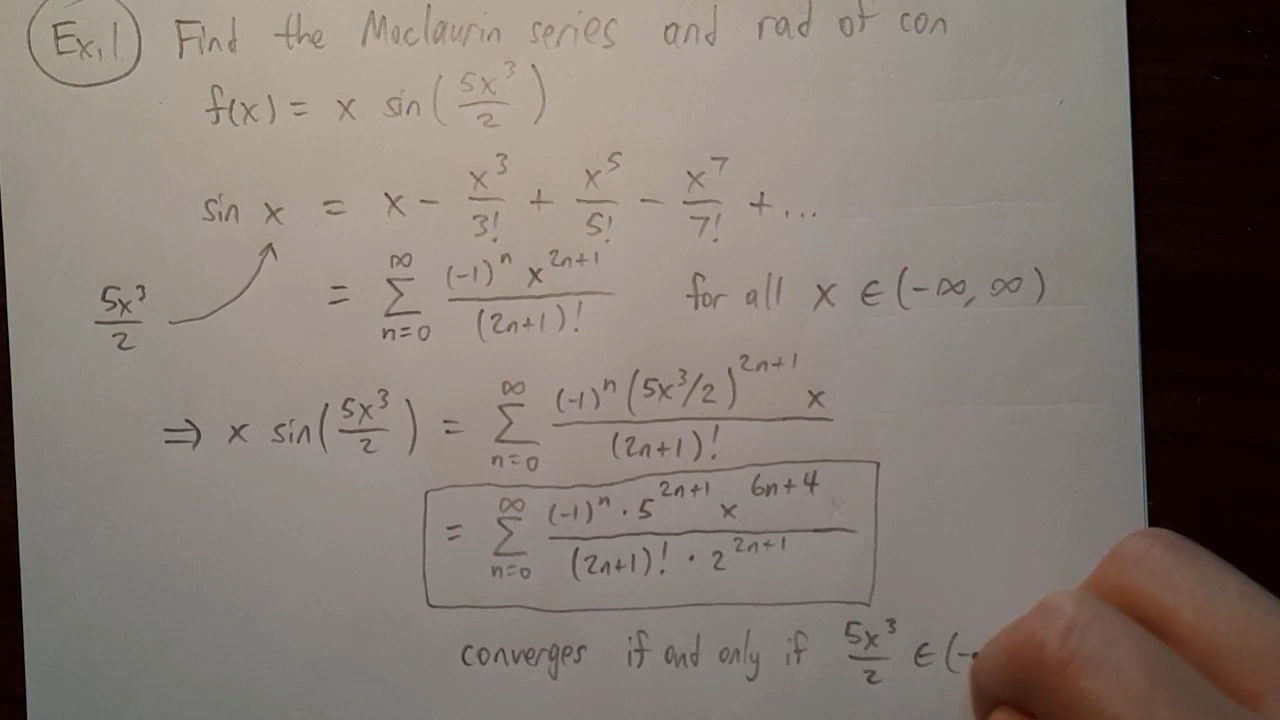 Ex, 1 Find the Maclaurin series and rad of con
f(x) = x sin(5x³/2)
sin x = x - x³/3! + x⁵/5! - x⁷/7! + ...
5x³/2 = ∑_{n=0}^{∞} (-1)ⁿ x^{2n+1} / (2n+1)! for all x ∈ (-∞, ∞)
⇒ x sin(5x³/2) = ∑_{n=0}^{∞} (-1)ⁿ (5x³/2)^{2n+1} x / (2n+1)!
= ∑_{n=0}^{∞} (-1)ⁿ · 5^{2n+1} x^{6n+4} / (2n+1)! · 2^{2n+1}
converges if and only if 5x³/2 ∈ (-